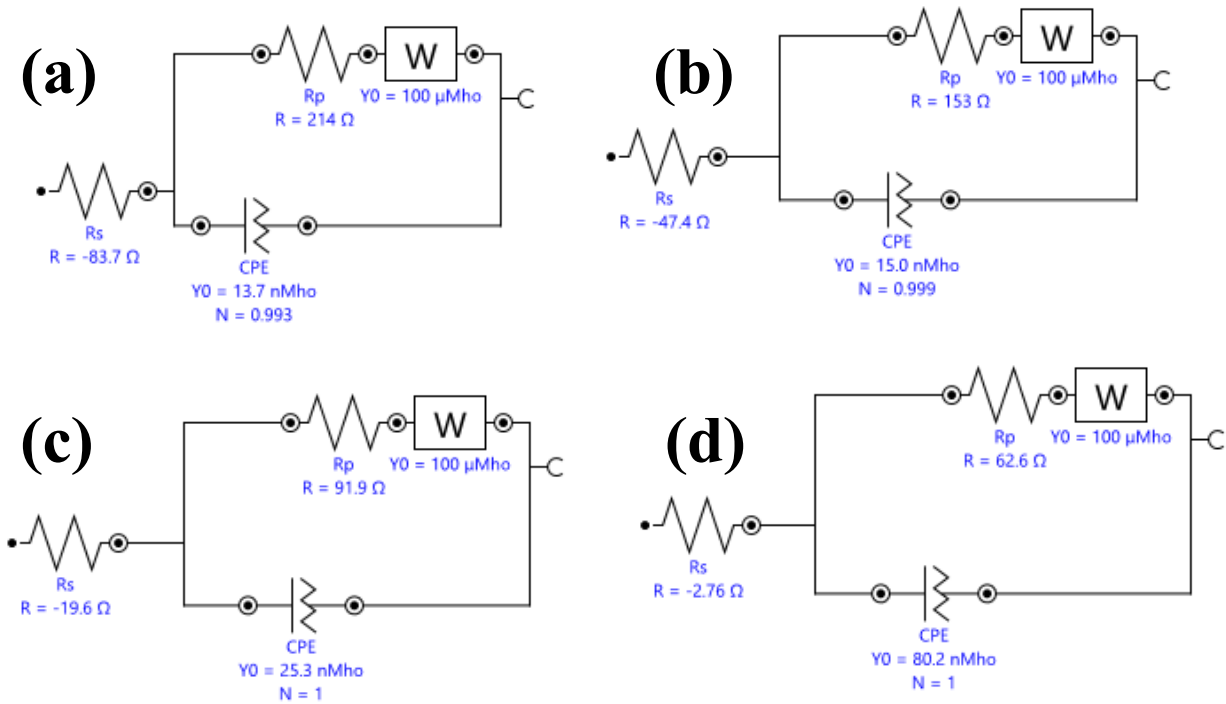 (a)
Rp
R = 214 Ω
W
Y0 = 100 µMho
Rs
R = -83.7 Ω
CPE
Y0 = 13.7 nMho
N = 0.993
(b)
Rp
R = 153 Ω
W
Y0 = 100 µMho
Rs
R = -47.4 Ω
CPE
Y0 = 15.0 nMho
N = 0.999
(c)
Rp
R = 91.9 Ω
W
Y0 = 100 µMho
Rs
R = -19.6 Ω
CPE
Y0 = 25.3 nMho
N = 1
(d)
Rp
R = 62.6 Ω
W
Y0 = 100 µMho
Rs
R = -2.76 Ω
CPE
Y0 = 80.2 nMho
N = 1